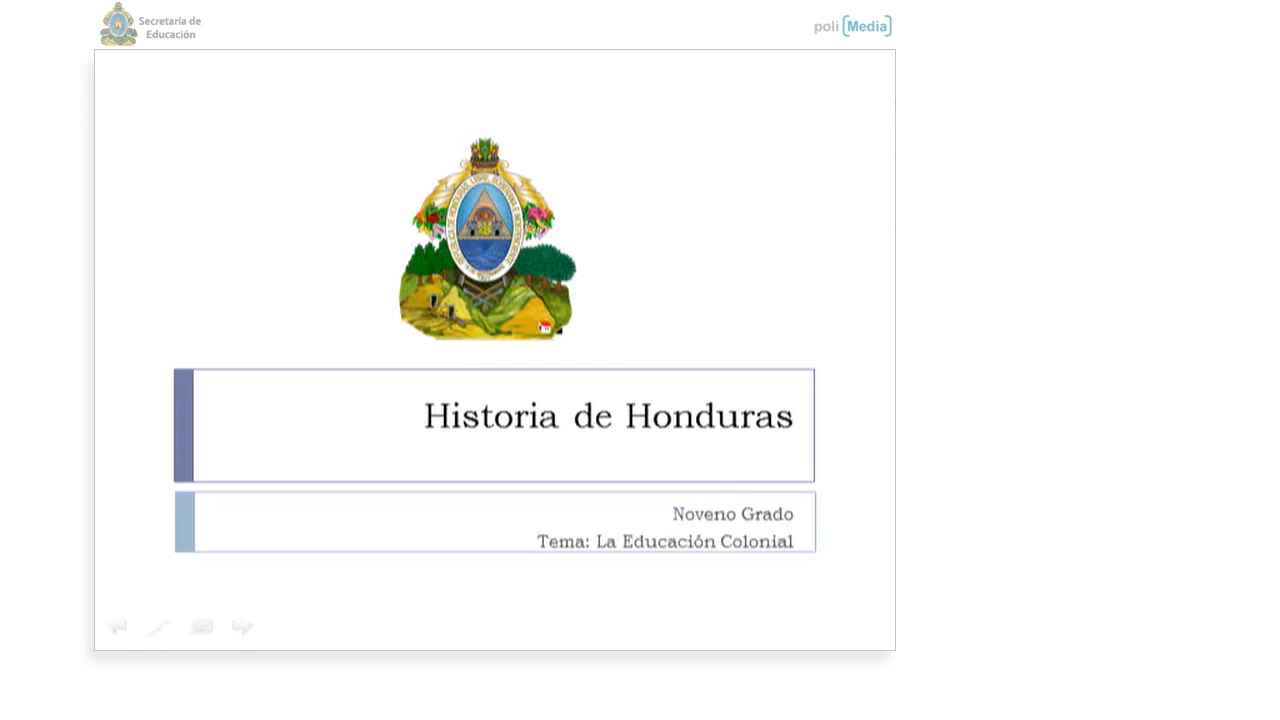 Secretaría de
Educación
poli [Media]
Historia de Honduras
Noveno Grado
Tema: La Educación Colonial